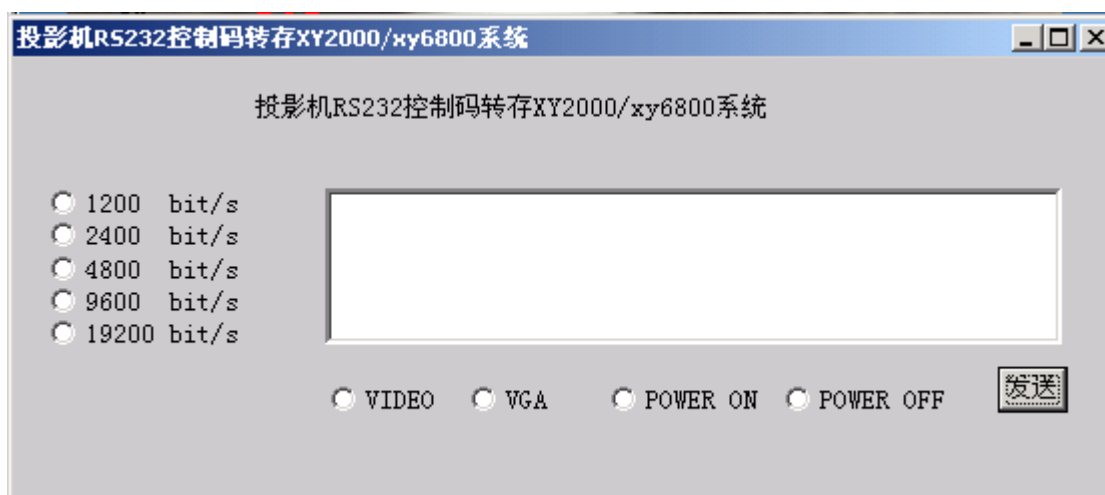 投影机RS232控制码转存XY2000/xy6800系统
投影机RS232控制码转存XY2000/xy6800系统
1200 bit/s
2400 bit/s
4800 bit/s
9600 bit/s
19200 bit/s
VIDEO VGA POWER ON POWER OFF 发送